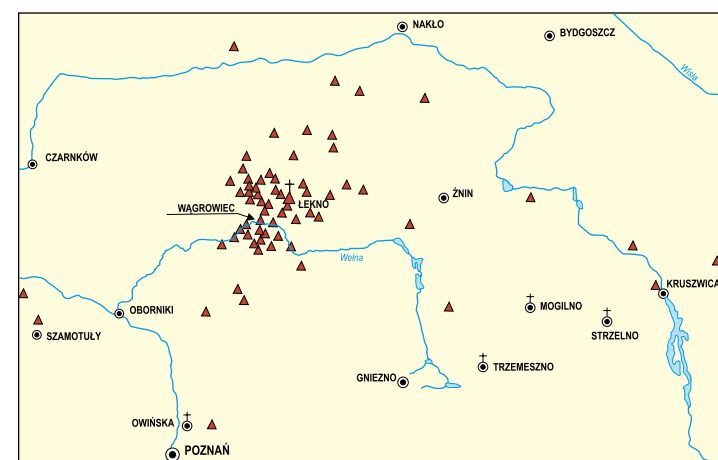 NAKŁO
BYDGOSZCZ
Wisła
CZARNKÓW
ŻNIN
ŁEKNO
WĄGROWIEC
Wełna
KRUSZWICA
OBORNIKI
MOGILNO
SZAMOTUŁY
STRZELNO
TRZEMESZNO
GNIEZNO
OWIŃSKA
POZNAŃ